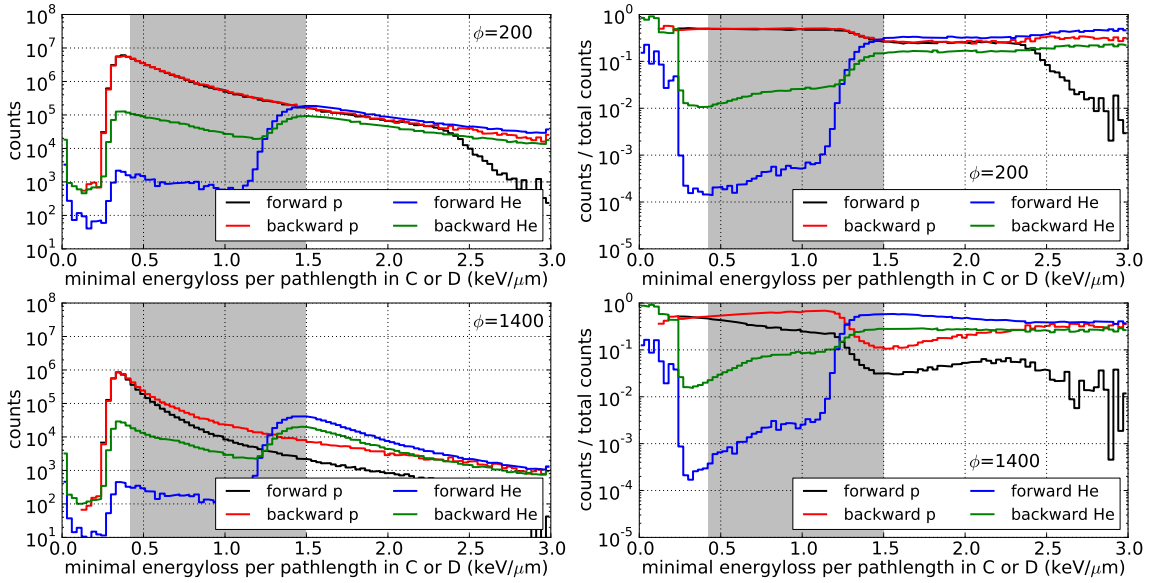 10^8
10^7
10^6
10^5
10^4
10^3
10^2
10^1
counts
ϕ=200
forward p
backward p
forward He
backward He
0.0 0.5 1.0 1.5 2.0 2.5 3.0
minimal energyloss per pathlength in C or D (keV/μm)
10^0
10^-1
10^-2
10^-3
10^-4
10^-5
counts / total counts
ϕ=200
forward p
backward p
forward He
backward He
0.0 0.5 1.0 1.5 2.0 2.5 3.0
minimal energyloss per pathlength in C or D (keV/μm)
10^8
10^7
10^6
10^5
10^4
10^3
10^2
10^1
counts
ϕ=1400
forward p
backward p
forward He
backward He
0.0 0.5 1.0 1.5 2.0 2.5 3.0
minimal energyloss per pathlength in C or D (keV/μm)
10^0
10^-1
10^-2
10^-3
10^-4
10^-5
counts / total counts
ϕ=1400
forward p
backward p
forward He
backward He
0.0 0.5 1.0 1.5 2.0 2.5 3.0
minimal energyloss per pathlength in C or D (keV/μm)